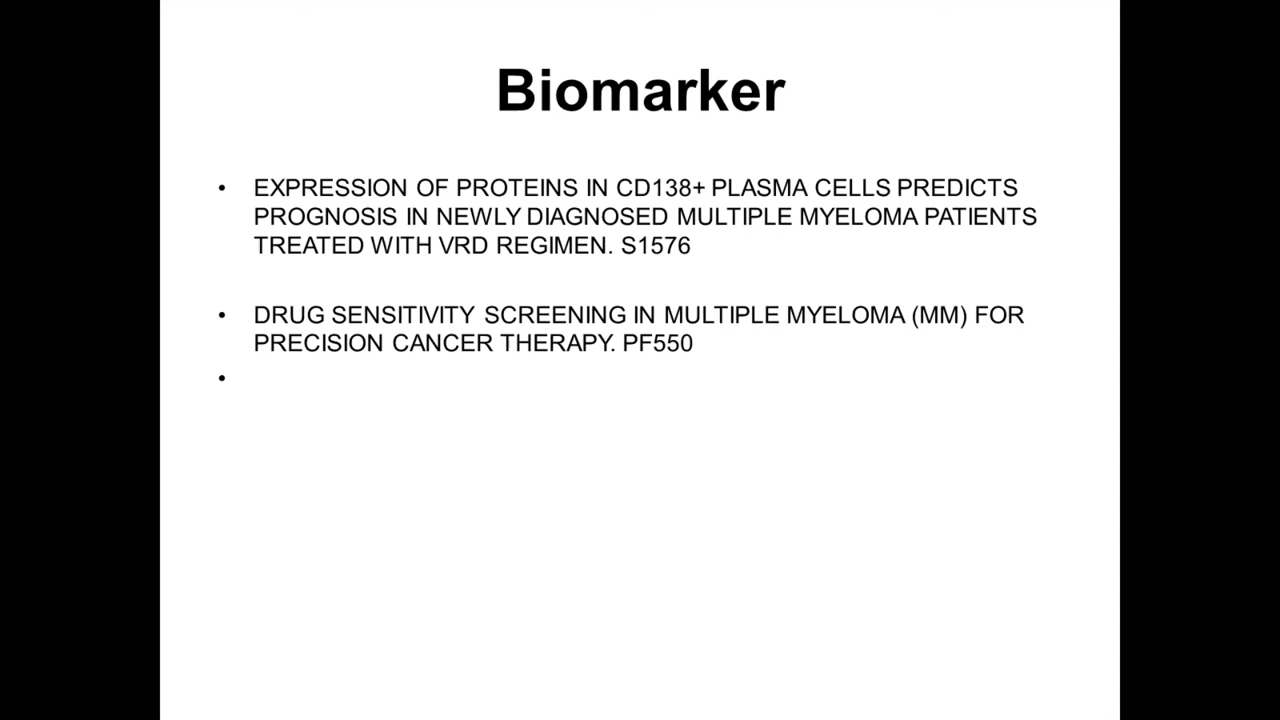 Biomarker
• EXPRESSION OF PROTEINS IN CD138+ PLASMA CELLS PREDICTS
PROGNOSIS IN NEWLY DIAGNOSED MULTIPLE MYELOMA PATIENTS
TREATED WITH VRD REGIMEN. S1576
• DRUG SENSITIVITY SCREENING IN MULTIPLE MYELOMA (MM) FOR
PRECISION CANCER THERAPY. PF550
•